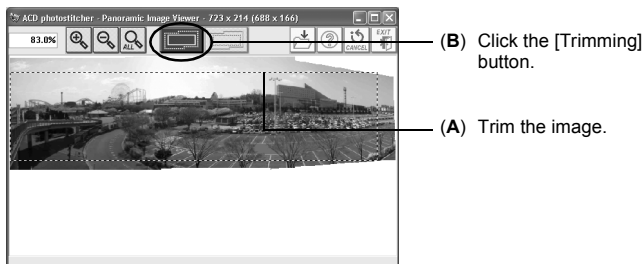 ACD photostitcher - Panoramic Image Viewer - 723 x 214 (688 x 166)
83.0%
ALL
CANCEL
EXIT
(B) Click the [Trimming]
button.
(A) Trim the image.